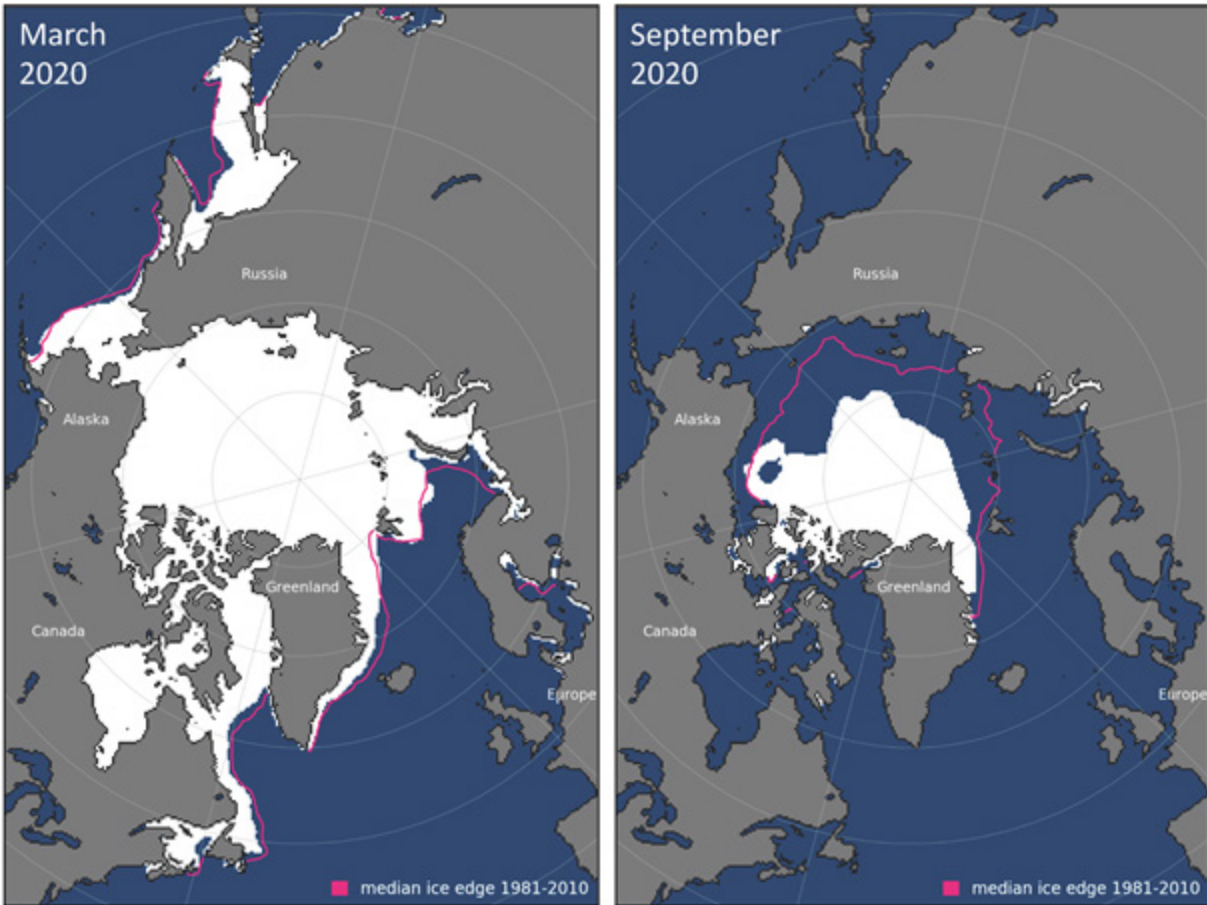 March
2020
Russia
Alaska
Greenland
Canada
Europe
median ice edge 1981-2010
September
2020
Russia
Alaska
Greenland
Canada
Europe
median ice edge 1981-2010